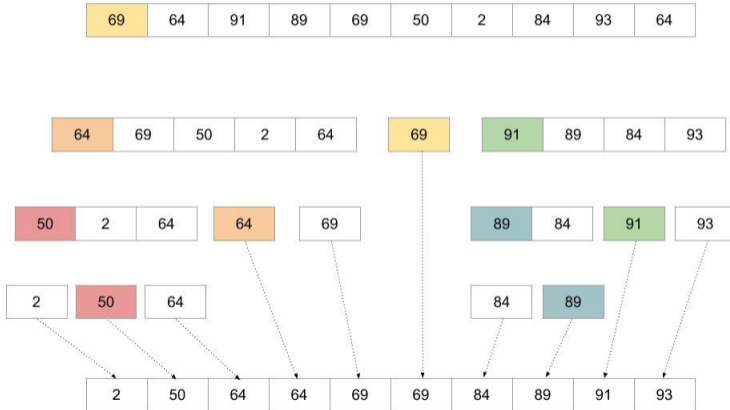 69 64 91 89 69 50 2 84 93 64
64 69 50 2 64 69 91 89 84 93
50 2 64 64 69 89 84 91 93
2 50 64 84 89
2 50 64 64 69 69 84 89 91 93